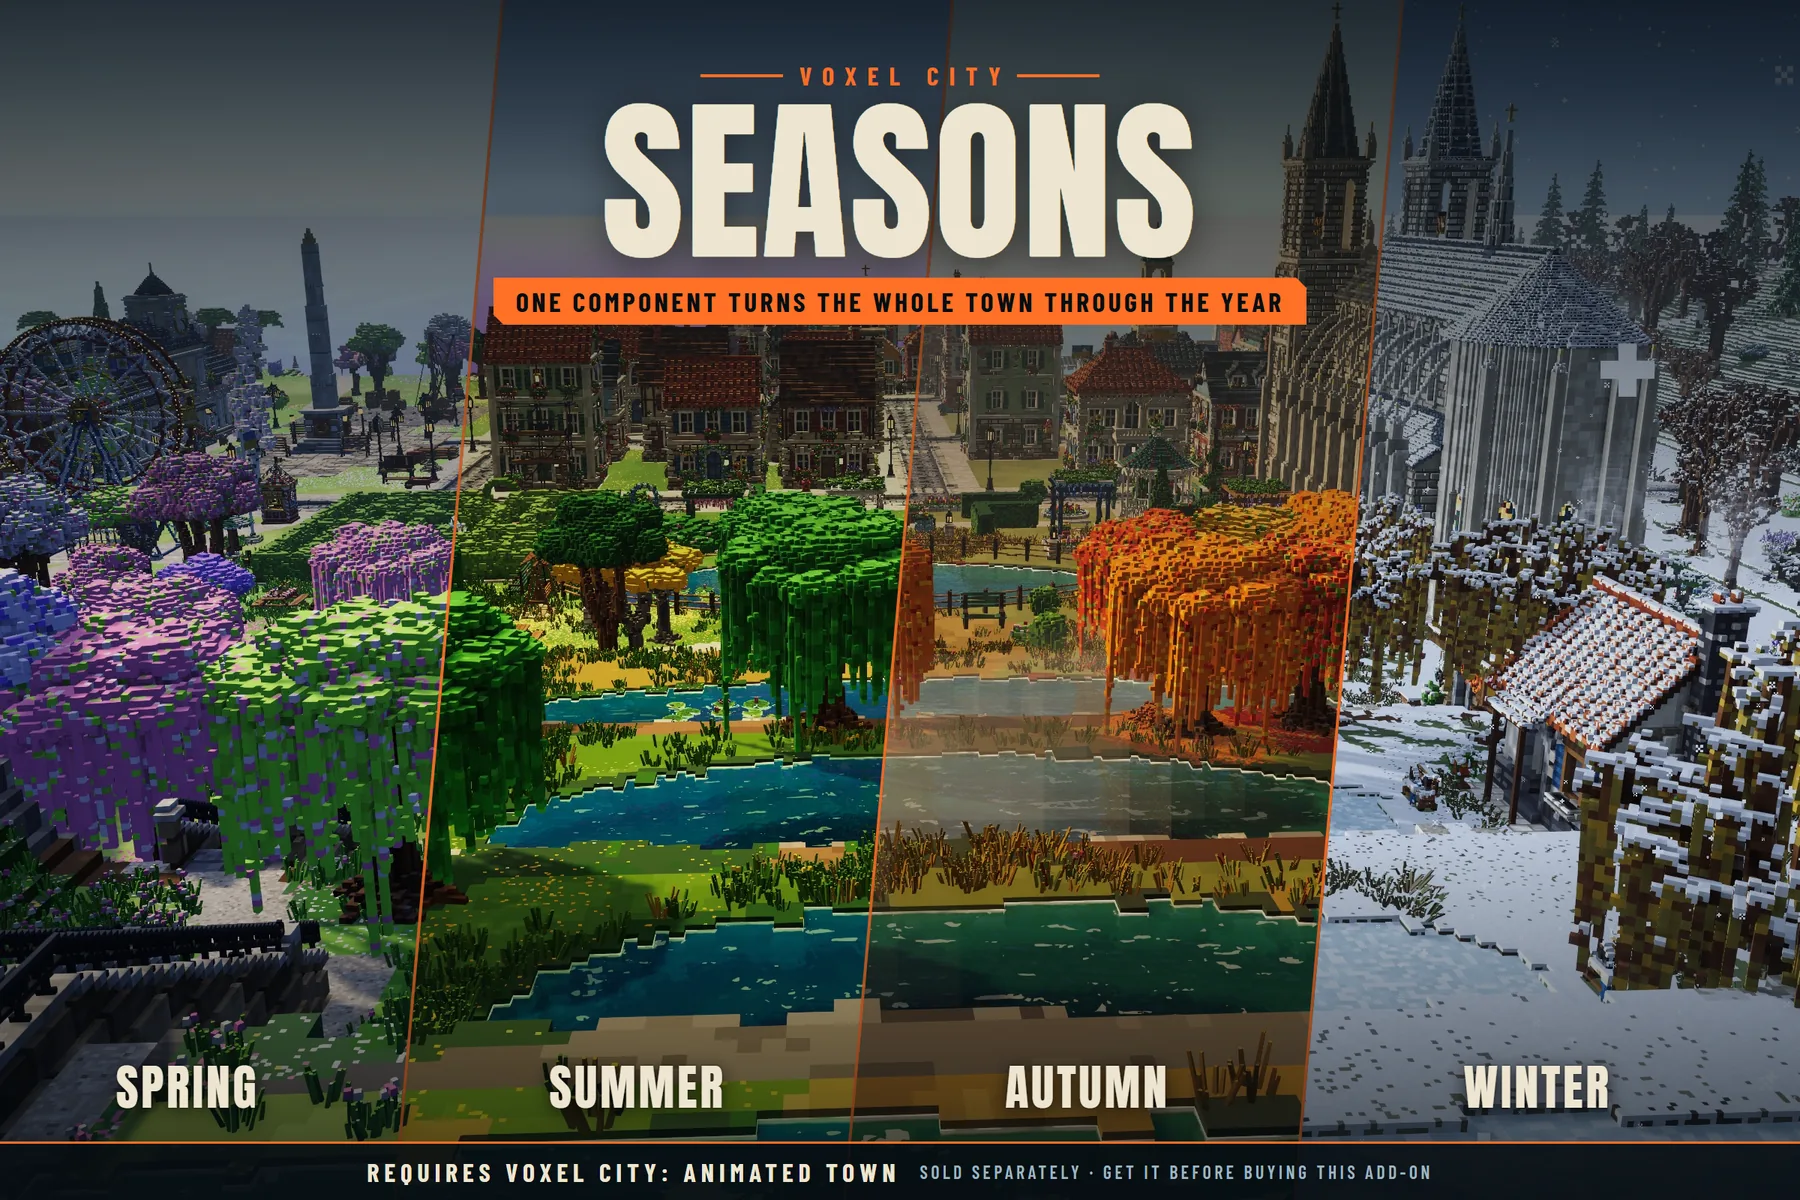 VOXEL CITY
SEASONS
ONE COMPONENT TURNS THE WHOLE TOWN THROUGH THE YEAR
SPRING
SUMMER
AUTUMN
WINTER
REQUIRES VOXEL CITY: ANIMATED TOWN SOLD SEPARATELY · GET IT BEFORE BUYING THIS ADD-ON